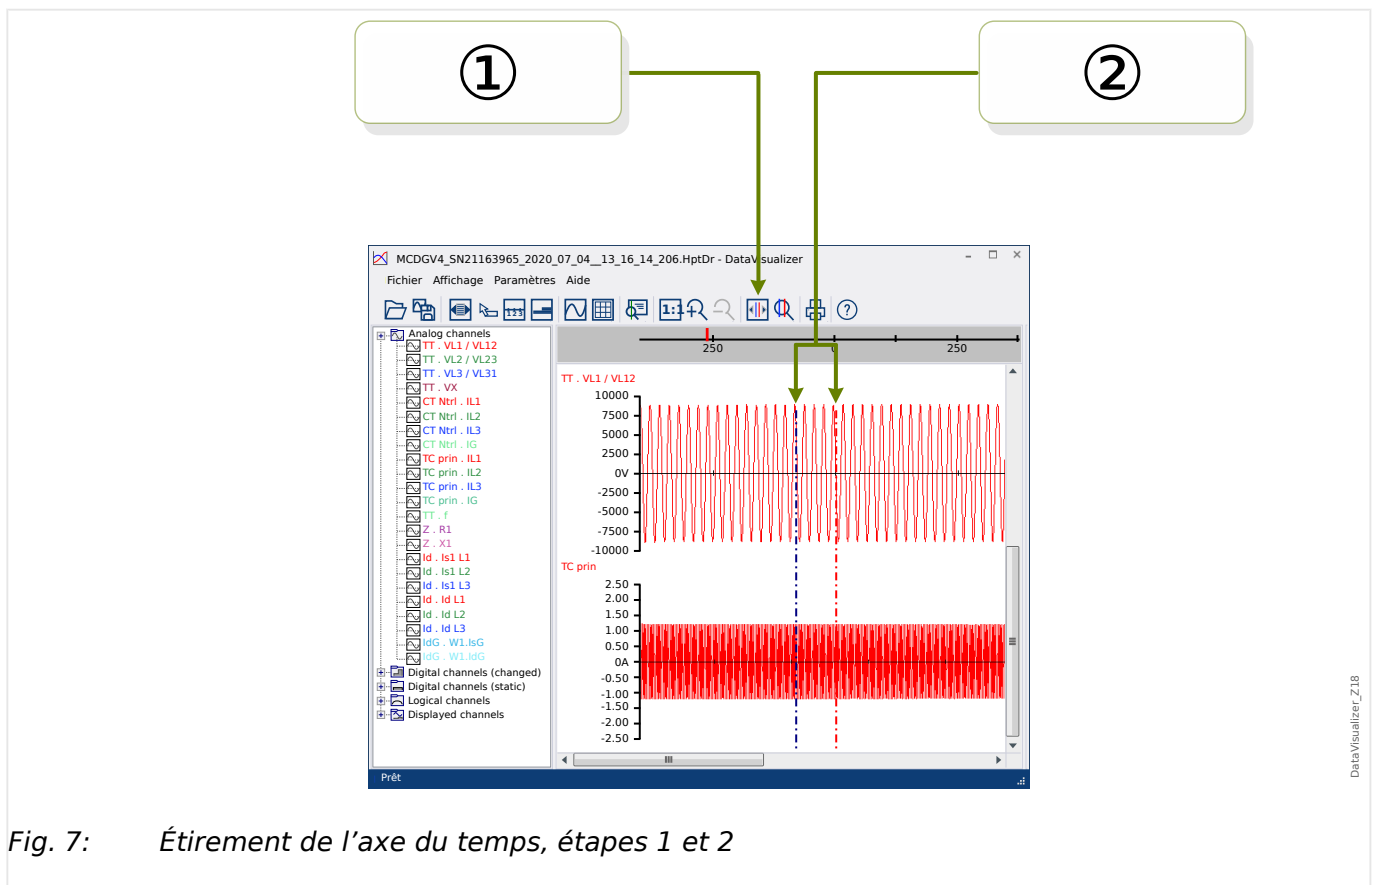 ① ②
MCDGV4_SN21163965_2020_07_04__13_16_14_206.HptDr - DataVisualizer
Fichier Affichage Paramètres Aide
1 2 3 1:1 ?
Analog channels
TT . VL1 / VL12
TT . VL2 / VL23
TT . VL3 / VL31
TT . VX
CT Ntrl . IL1
CT Ntrl . IL2
CT Ntrl . IL3
CT Ntrl . IG
TC prin . IL1
TC prin . IL2
TC prin . IL3
TC prin . IG
TT . f
Z . R1
Z . X1
Id . Is1 L1
Id . Is1 L2
Id . Is1 L3
Id . Id L1
Id . Id L2
Id . Id L3
IdG . W1.IsG
IdG . W1.IdG
Digital channels (changed)
Digital channels (static)
Logical channels
Displayed channels
250 0 250
TT . VL1 / VL12
10000
7500
5000
2500
0V
-2500
-5000
-7500
-10000
TC prin
2.50
2.00
1.50
1.00
0.50
0A
-0.50
-1.00
-1.50
-2.00
-2.50
Prêt
DataVisualizer_Z18
Fig. 7: Étirement de l’axe du temps, étapes 1 et 2